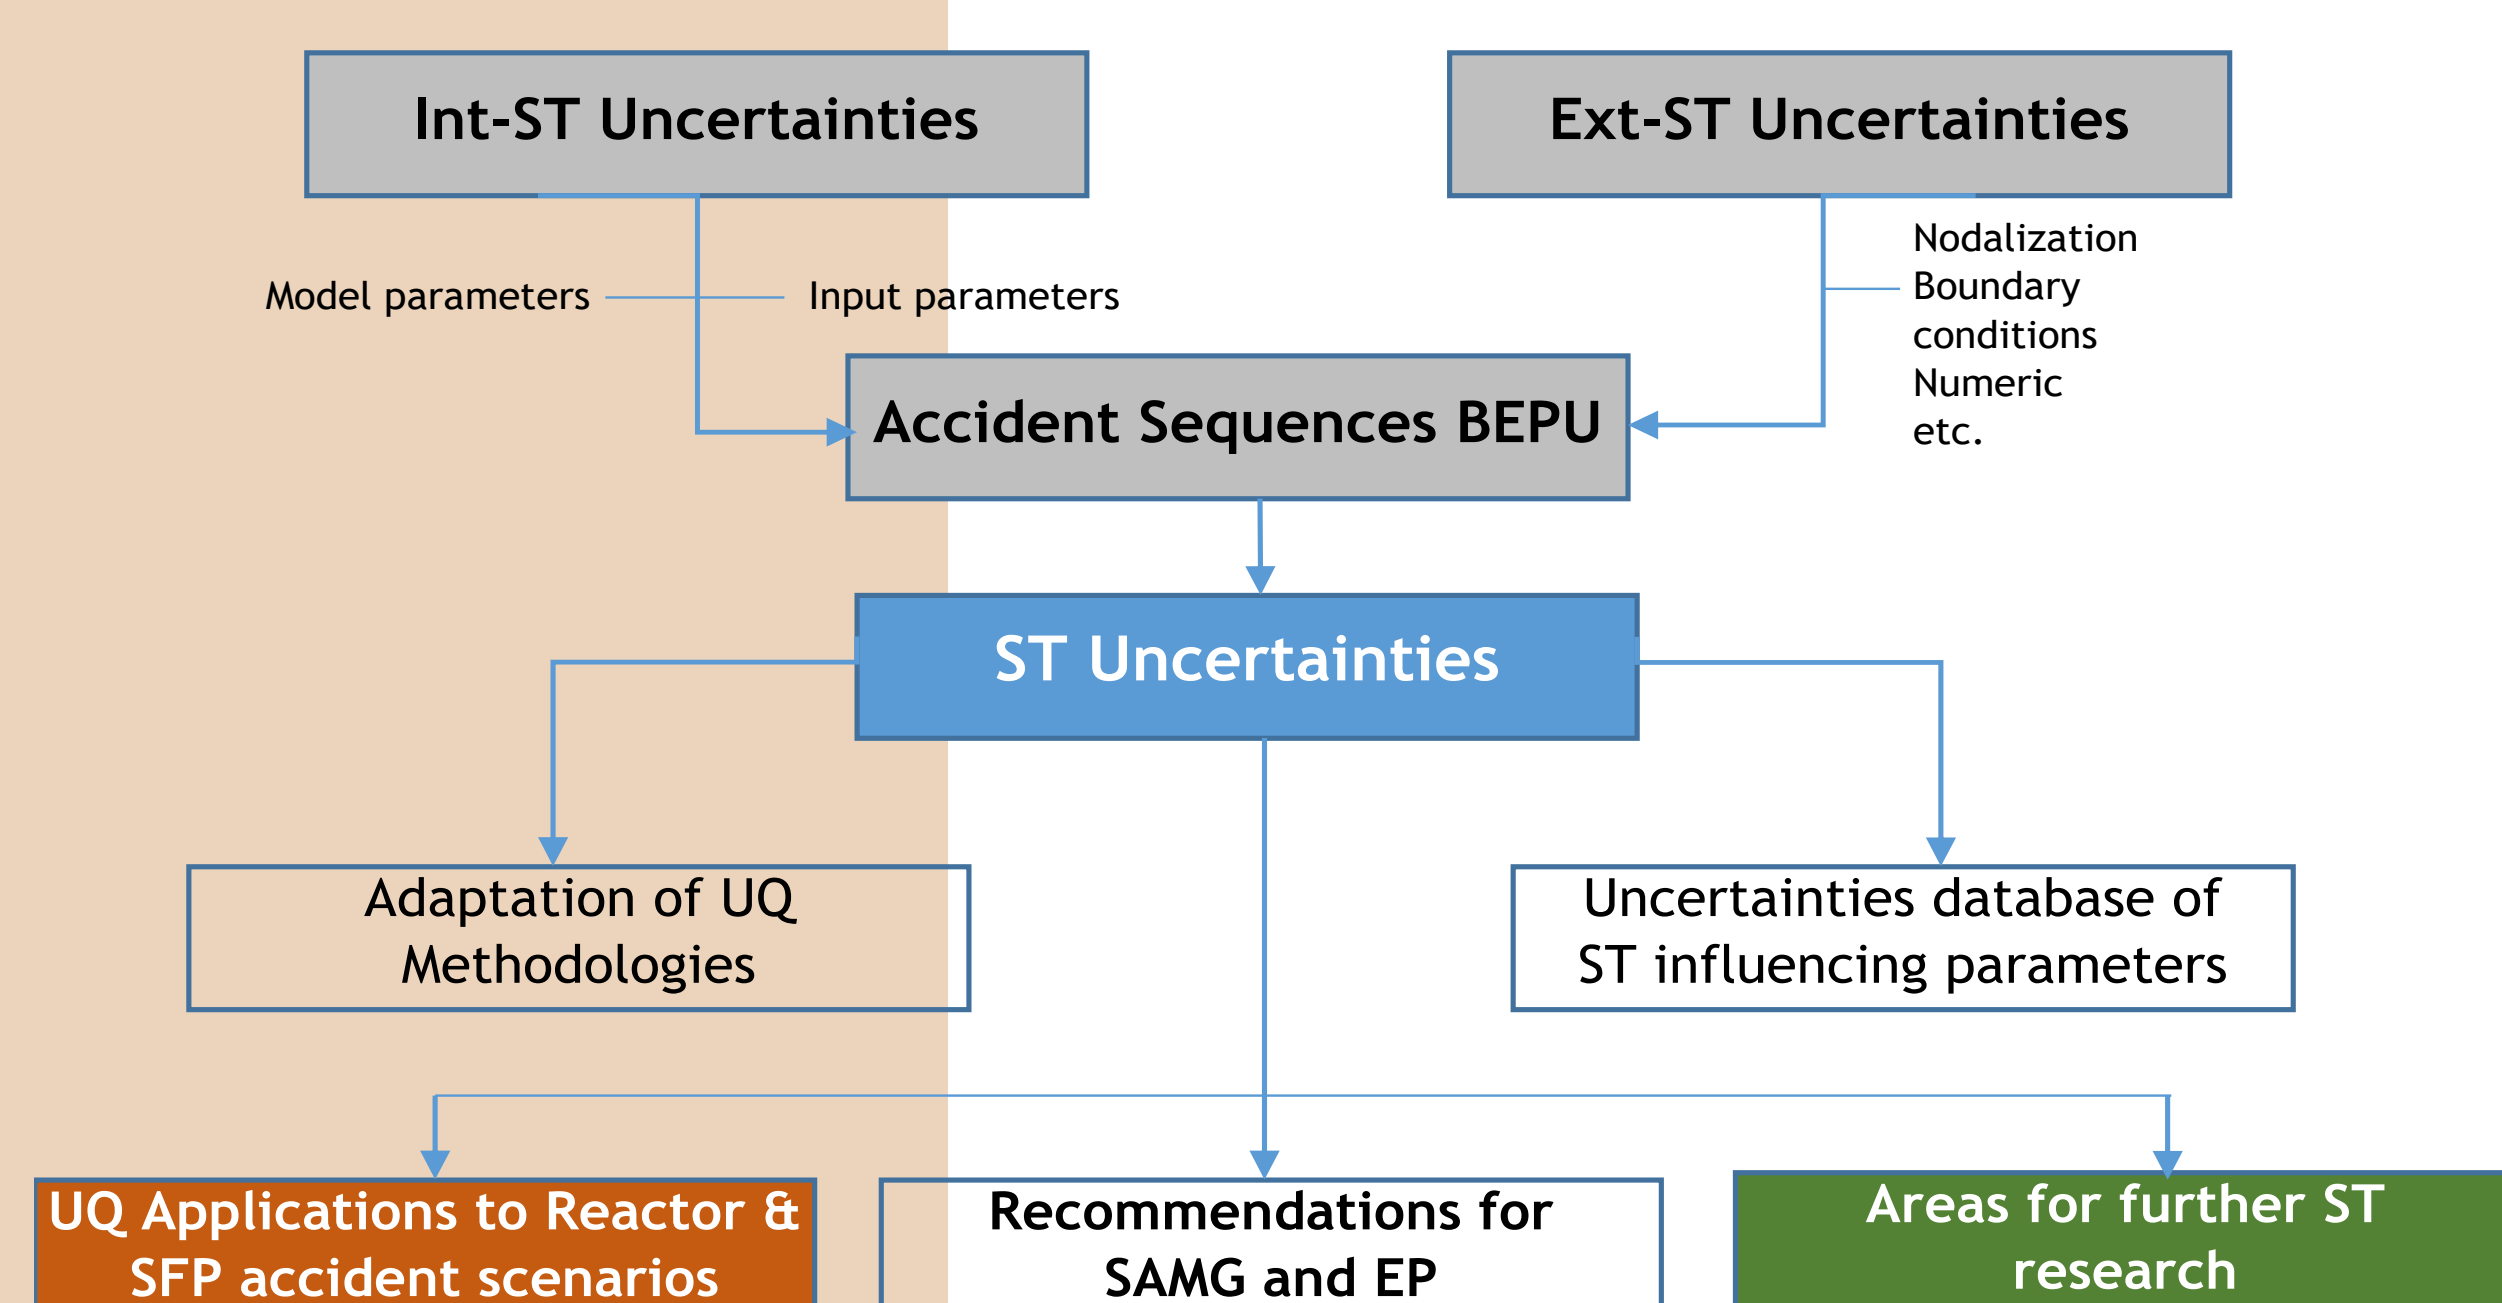 Int-ST Uncertainties
Ext-ST Uncertainties
Model parameters
Input parameters
Nodalization
Boundary
conditions
Numeric
etc.
Accident Sequences BEPU
ST Uncertainties
Adaptation of UQ
Methodologies
Uncertainties database of
ST influencing parameters
UQ Applications to Reactor &
SFP accident scenarios
Recommendations for
SAMG and EP
Areas for further ST
research